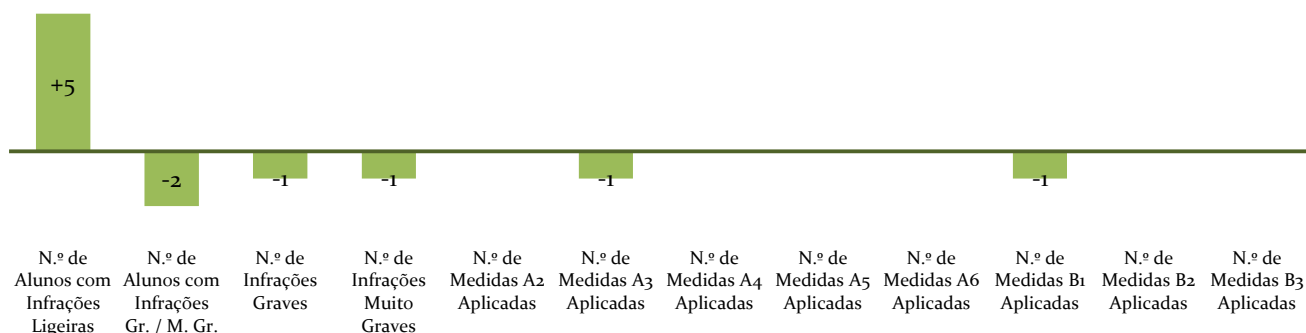 +5
-2
-1
-1
-1
-1
N.º de
Alunos com
Infrações
Ligeiras
N.º de
Alunos com
Infrações
Gr. / M. Gr.
N.º de
Infrações
Graves
N.º de
Infrações
Muito
Graves
N.º de
Medidas A2
Aplicadas
N.º de
Medidas A3
Aplicadas
N.º de
Medidas A4
Aplicadas
N.º de
Medidas A5
Aplicadas
N.º de
Medidas A6
Aplicadas
N.º de
Medidas B1
Aplicadas
N.º de
Medidas B2
Aplicadas
N.º de
Medidas B3
Aplicadas